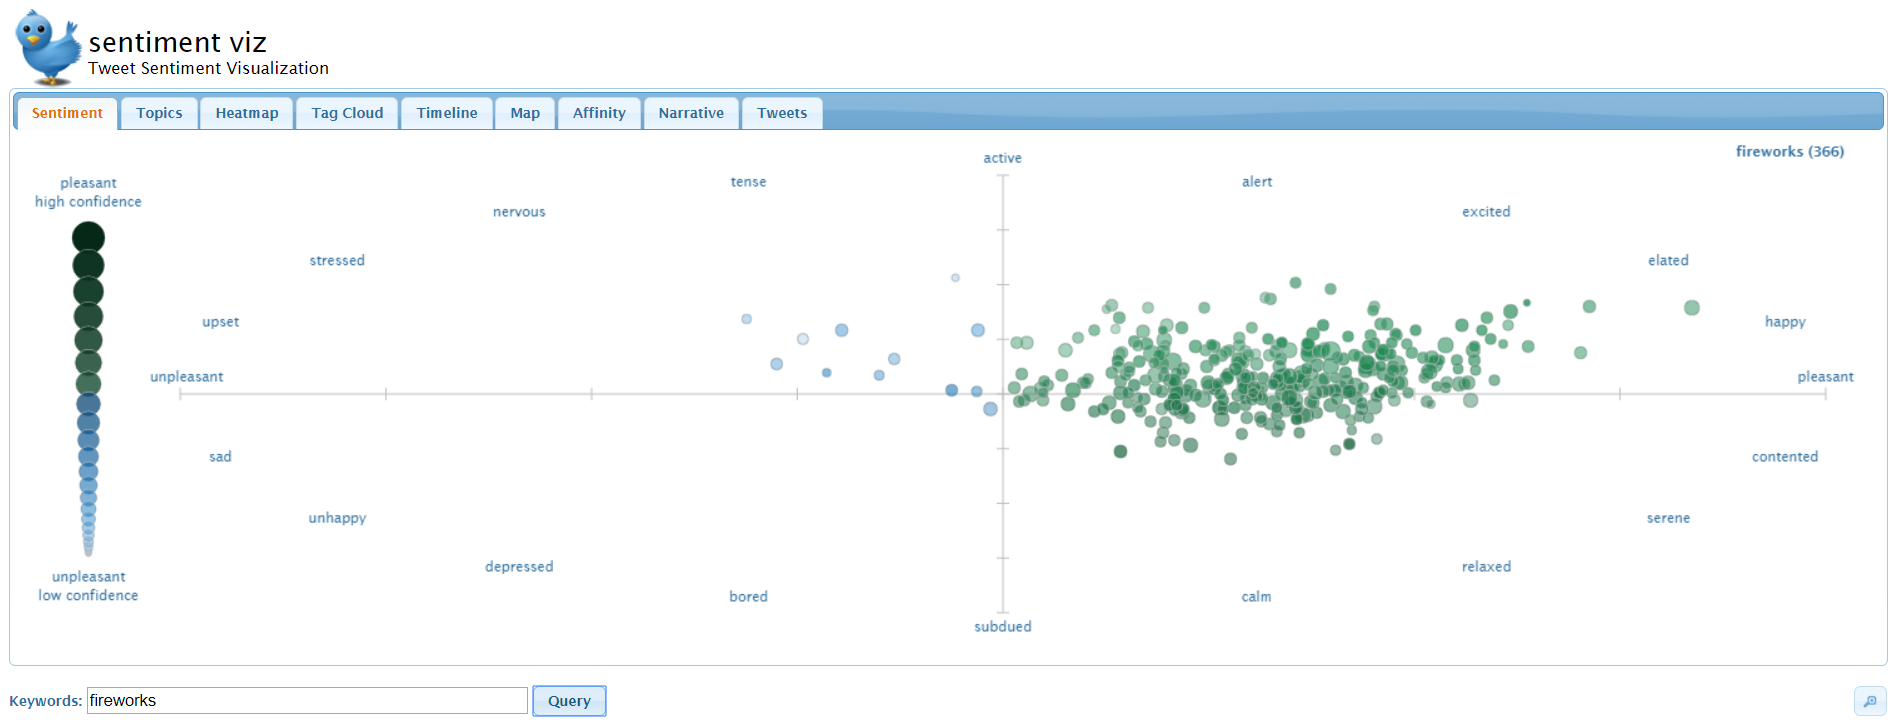 sentiment viz
Tweet Sentiment Visualization
Sentiment
Topics
Heatmap
Tag Cloud
Timeline
Map
Affinity
Narrative
Tweets
fireworks (366)
pleasant
high confidence
unpleasant
low confidence
active
tense
alert
nervous
excited
stressed
elated
upset
happy
unpleasant
pleasant
sad
contented
unhappy
serene
depressed
relaxed
bored
calm
subdued
Keywords: fireworks Query